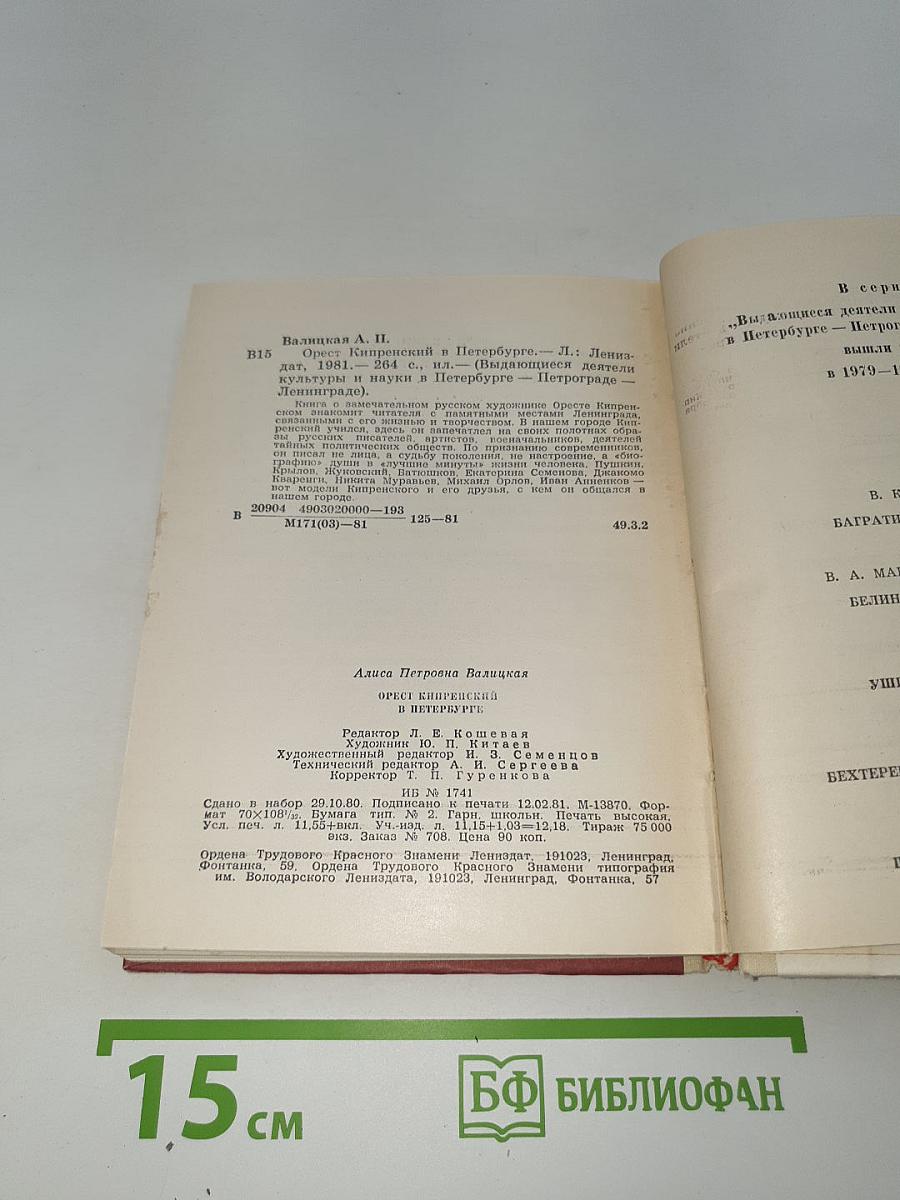 Валицкая А. П.
В15 Орест Кипренский в Петербурге.— Л.: Лениз-
дат, 1981.— 264 с., ил.— (Выдающиеся деятели
культуры и науки в Петербурге — Петрограде —
Ленинграде).
Книга о замечательном русском художнике Оресте Кипрен-
ском знакомит читателя с памятными местами Ленинграда,
связанными с его жизнью и творчеством. В нашем городе Кип-
ренский учился, здесь он запечатлел на своих полотнах обра-
зы русских писателей, артистов, военачальников, деятелей
тайных политических обществ. По признанию современников,
он писал не лица, а судьбу поколения, не настроение, а «био-
графию» души в «лучшие минуты» жизни человека. Пушкин,
Крылов, Жуковский, Батюшков, Екатерина Семенова, Джакомо
Кваренги, Никита Муравьев, Михаил Орлов, Иван Анненков —
вот модели Кипренского и его друзья, с кем он общался в
нашем городе.
В 20904 4903020000—193
М171(03)—81 125—81 49.3.2
Алиса Петровна Валицкая
ОРЕСТ КИПРЕНСКИЙ
В ПЕТЕРБУРГЕ
Редактор Л. Е. Кошевая
Художник Ю. П. Китаев
Художественный редактор И. З. Семенцов
Технический редактор А. И. Сергеева
Корректор Т. П. Гуренкова
ИБ № 1741
Сдано в набор 29.10.80. Подписано к печати 12.02.81. М-13870. Фор-
мат 70×108¹/₃₂. Бумага тип. № 2. Гарн. школьн. Печать высокая.
Усл. печ. л. 11,55+вкл. Уч.-изд. л. 11,15+1,03=12,18. Тираж 75 000
экз. Заказ № 708. Цена 90 коп.
Ордена Трудового Красного Знамени Лениздат, 191023, Ленинград,
Фонтанка, 59. Ордена Трудового Красного Знамени типография
им. Володарского Лениздата, 191023, Ленинград, Фонтанка, 57
В сери
„Выдающиеся деятели
в Петербурге — Петрог
вышли
в 1979—1
В. К
БАГРАТИ
В. А. МА
БЕЛИН
УШИ
БЕХТЕРЕ
15 см
БФ БИБЛИОФАН